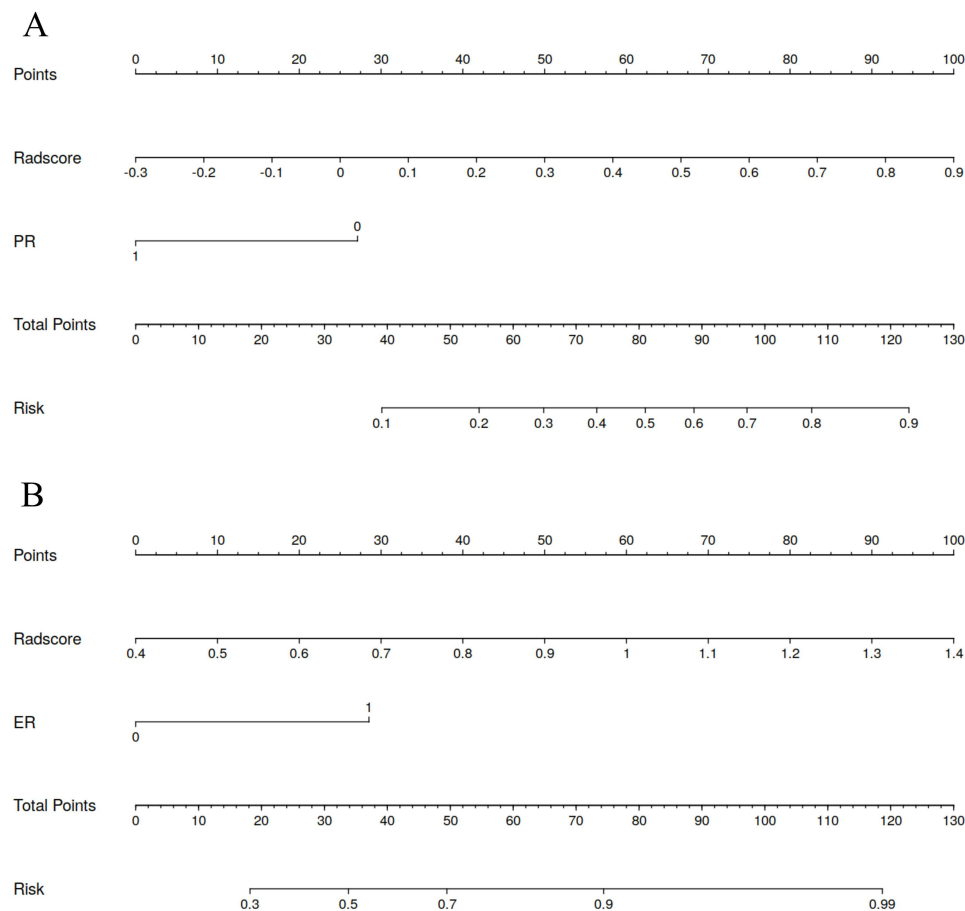 A
0 10 20 30 40 50 60 70 80 90 100
Points
Radscore
-0.3 -0.2 -0.1 0 0.1 0.2 0.3 0.4 0.5 0.6 0.7 0.8 0.9
0
PR
1
Total Points
0 10 20 30 40 50 60 70 80 90 100 110 120 130
Risk
0.1 0.2 0.3 0.4 0.5 0.6 0.7 0.8 0.9
B
0 10 20 30 40 50 60 70 80 90 100
Points
Radscore
0.4 0.5 0.6 0.7 0.8 0.9 1 1.1 1.2 1.3 1.4
1
ER
0
Total Points
0 10 20 30 40 50 60 70 80 90 100 110 120 130
Risk
0.3 0.5 0.7 0.9 0.99